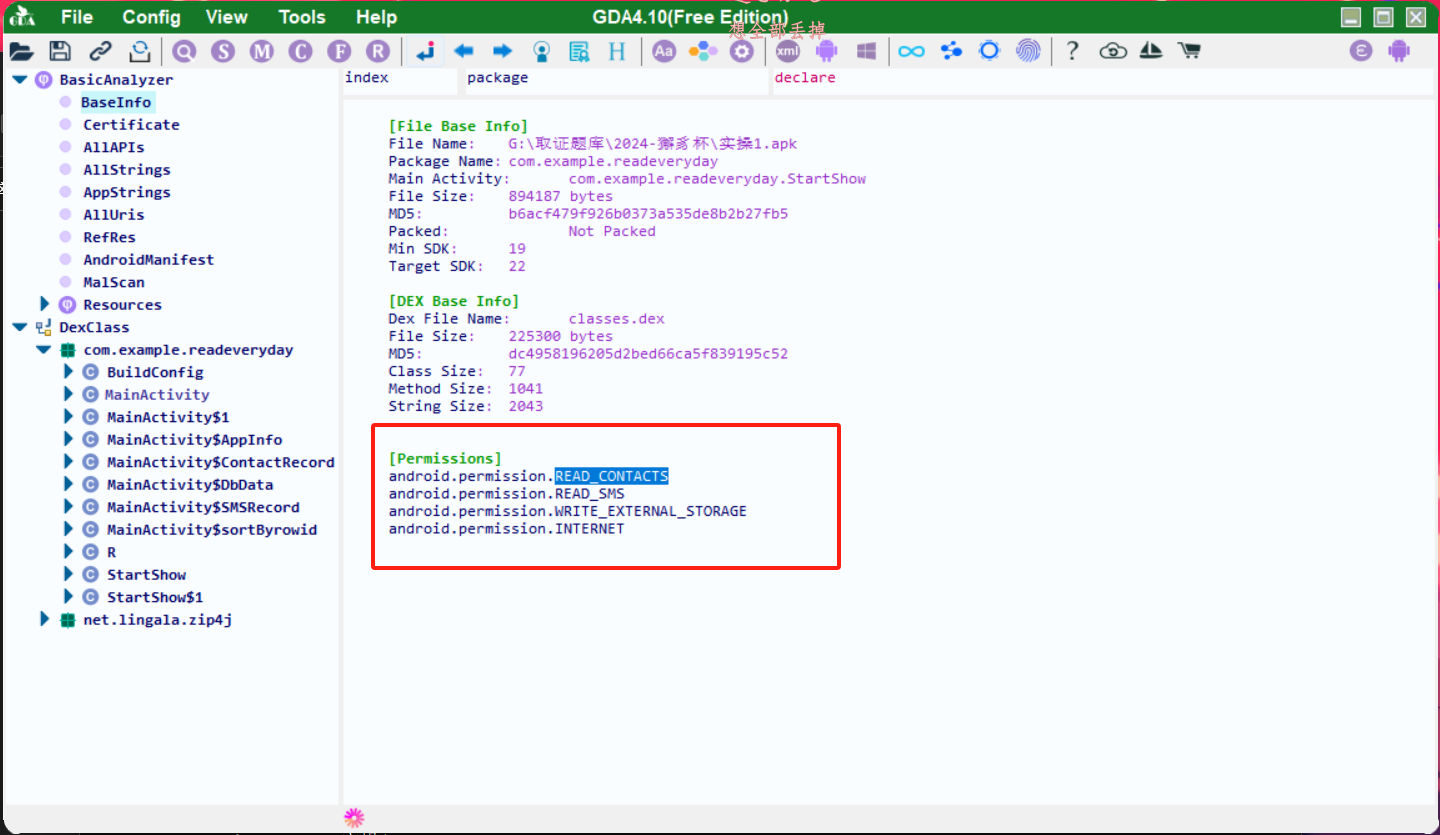 GDA
File Config View Tools Help GDA4.10(Free Edition)
想全部丢掉
index package declare
BasicAnalyzer
BaseInfo
Certificate
AllAPIs
AllStrings
AppStrings
AllUris
RefRes
AndroidManifest
MalScan
Resources
DexClass
com.example.readeveryday
BuildConfig
MainActivity
MainActivity$1
MainActivity$AppInfo
MainActivity$ContactRecord
MainActivity$DbData
MainActivity$SMSRecord
MainActivity$sortByrowid
R
StartShow
StartShow$1
net.lingala.zip4j
[File Base Info]
File Name: G:\取证题库\2024-獬豸杯\实操1.apk
Package Name: com.example.readeveryday
Main Activity: com.example.readeveryday.StartShow
File Size: 894187 bytes
MD5: b6acf479f926b0373a535de8b2b27fb5
Packed: Not Packed
Min SDK: 19
Target SDK: 22
[DEX Base Info]
Dex File Name: classes.dex
File Size: 225300 bytes
MD5: dc4958196205d2bed66ca5f839195c52
Class Size: 77
Method Size: 1041
String Size: 2043
[Permissions]
android.permission.READ_CONTACTS
android.permission.READ_SMS
android.permission.WRITE_EXTERNAL_STORAGE
android.permission.INTERNET